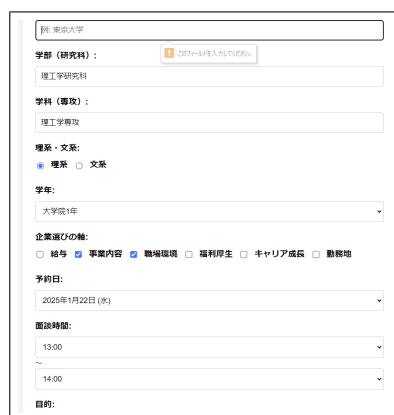 例: 東京大学
このフィールドを入力してください。
学部（研究科）:
理工学研究科
学科（専攻）:
理工学専攻
理系・文系:
理系 文系
学年:
大学院1年
企業選びの軸:
給与 事業内容 職場環境 福利厚生 キャリア成長 勤務地
予約日:
2025年1月22日 (水)
面談時間:
13:00
～
14:00
目的: